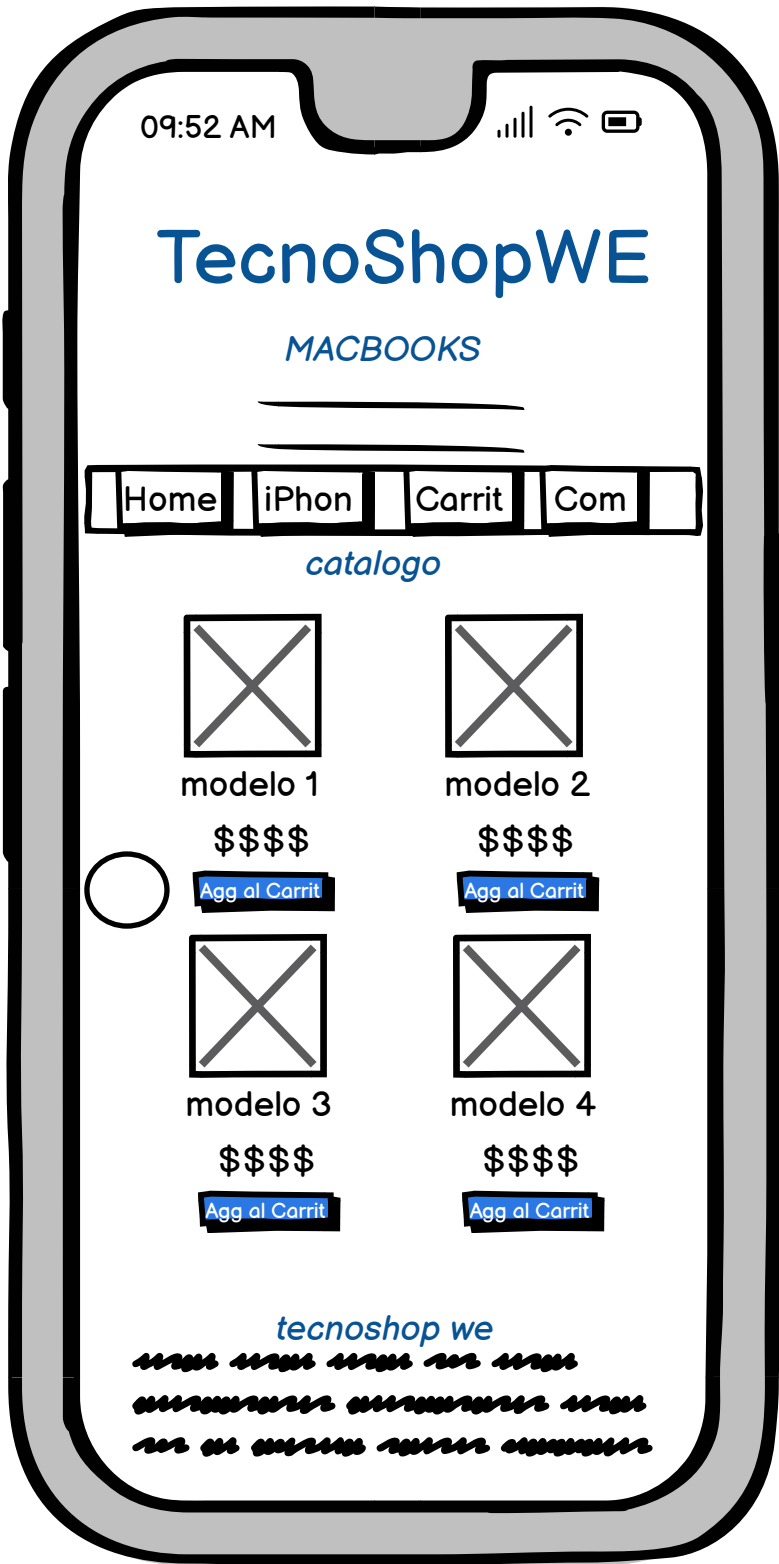 09:52 AM
TecnoShopWE
MACBOOKS
Home iPhon Carrit Com
catalogo
modelo 1 modelo 2
$$$$ $$$$
Agg al Carrit Agg al Carrit
modelo 3 modelo 4
$$$$ $$$$
Agg al Carrit Agg al Carrit
tecnoshop we